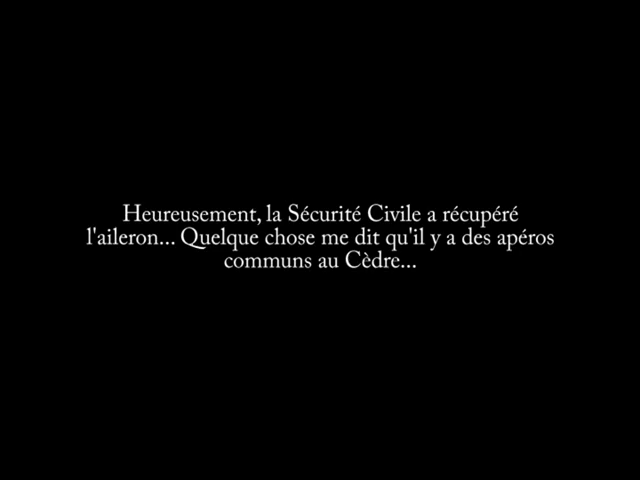 Heureusement, la Sécurité Civile a récupéré
l'aileron... Quelque chose me dit qu'il y a des apéros
communs au Cèdre...